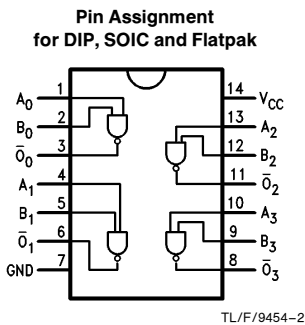 Pin Assignment
for DIP, SOIC and Flatpak
A0 1
B0 2
Ō0 3
A1 4
B1 5
Ō1 6
GND 7
14 VCC
13 A2
12 B2
11 Ō2
10 A3
9 B3
8 Ō3
TL/F/9454–2